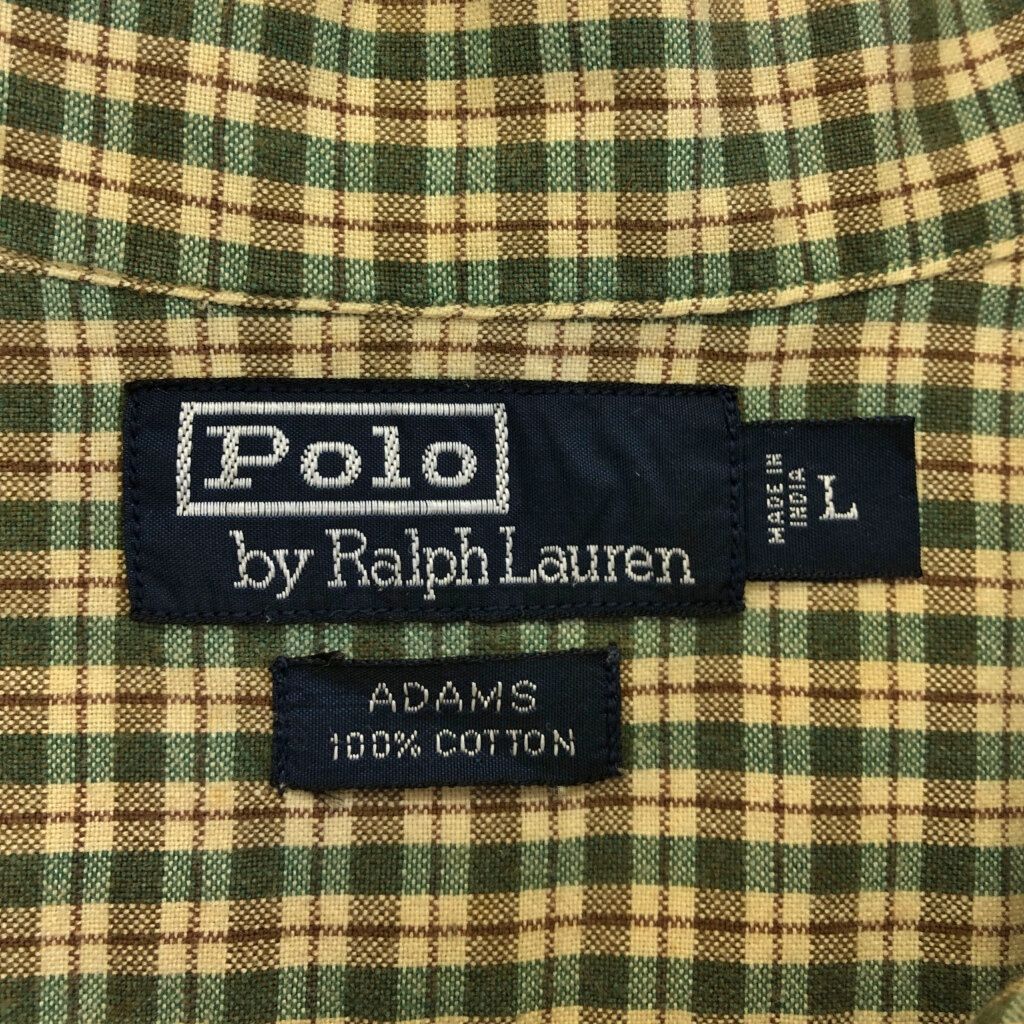 Polo
by Ralph Lauren
MADE IN
INDIA
L
ADAMS
100% COTTON